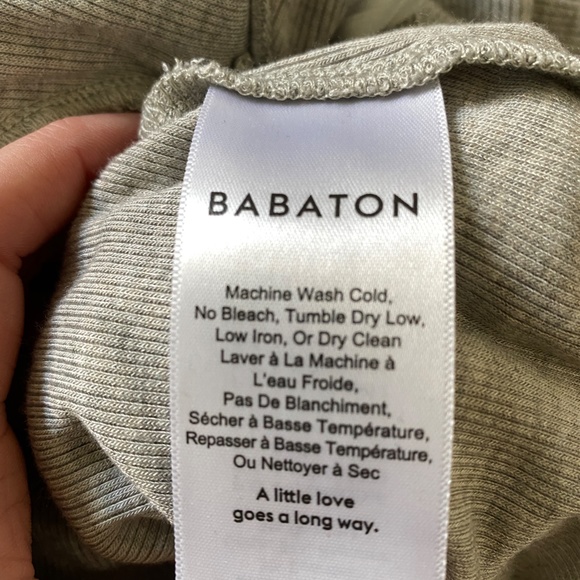 BABATON
Machine Wash Cold,
No Bleach, Tumble Dry Low,
Low Iron, Or Dry Clean
Laver à La Machine à
L'eau Froide,
Pas De Blanchiment,
Sécher à Basse Température,
Repasser à Basse Température,
Ou Nettoyer à Sec
A little love
goes a long way.